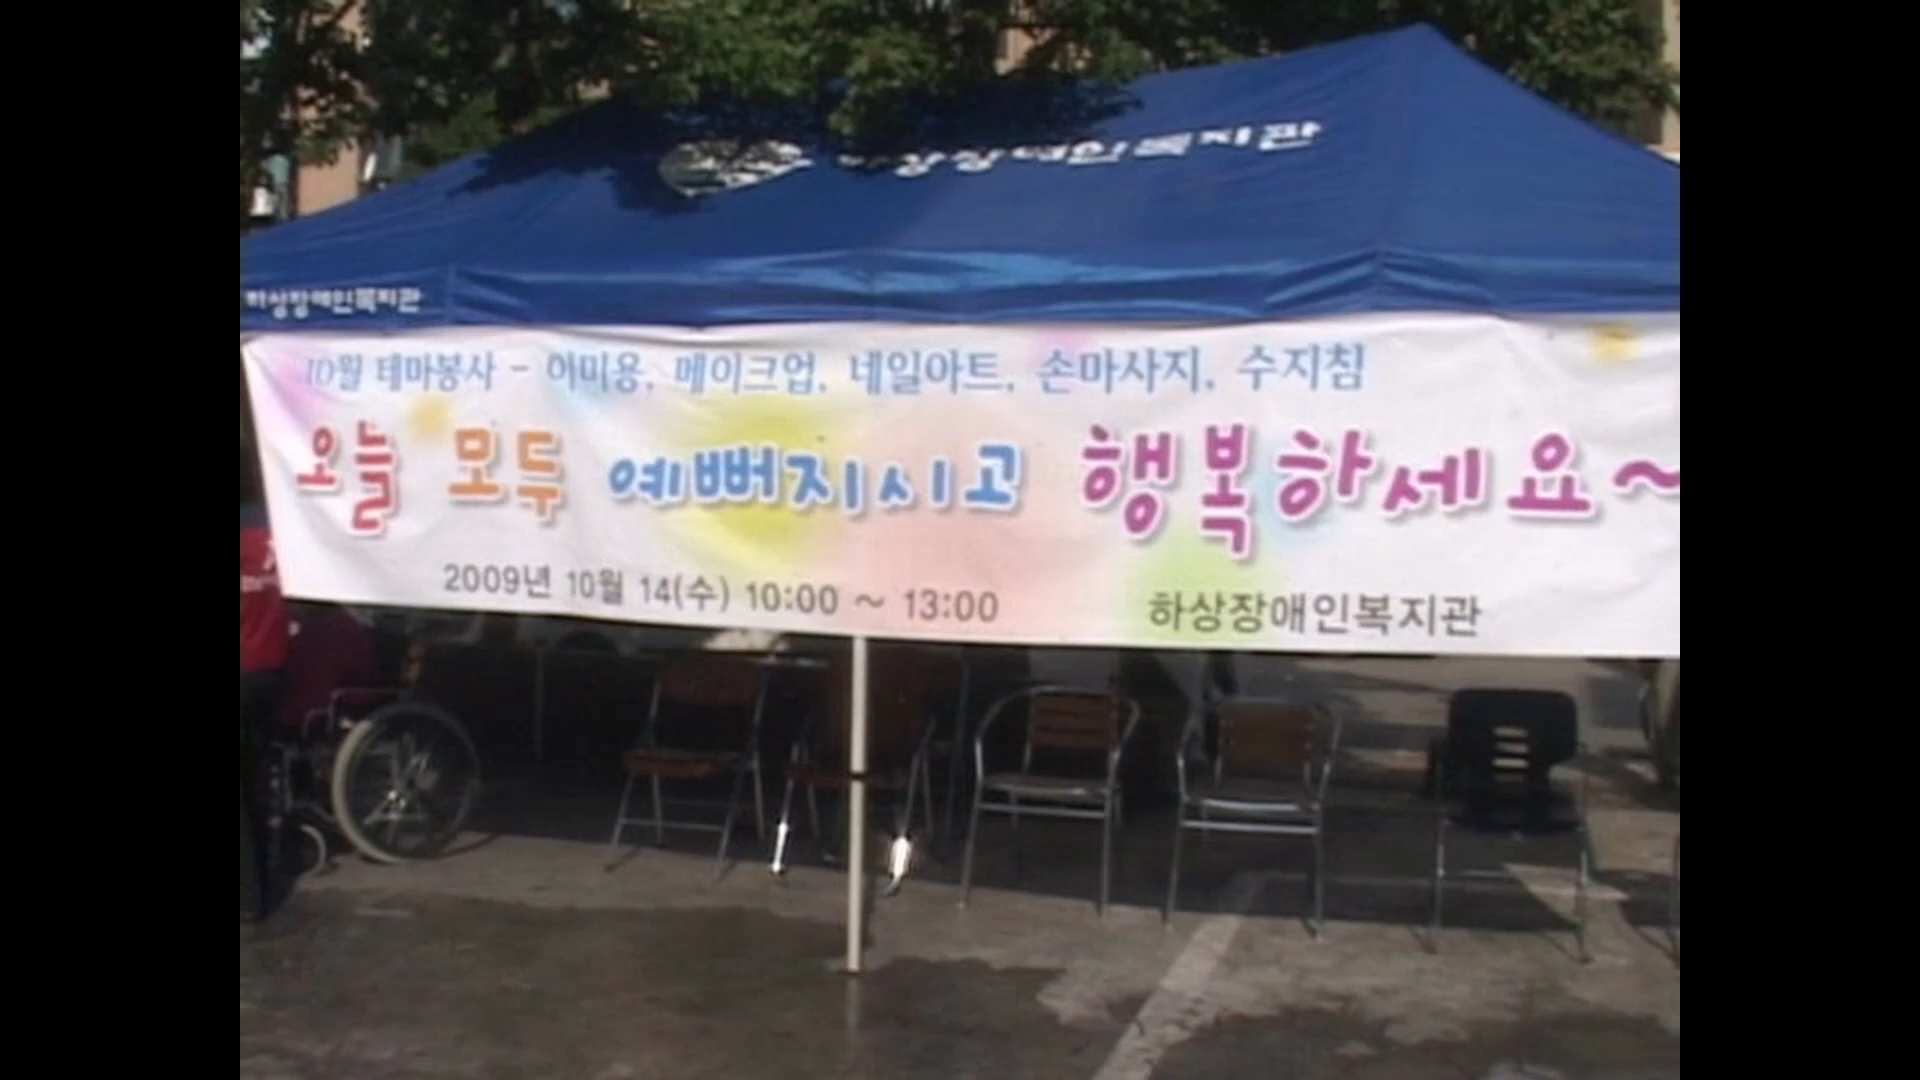 하상장애인복지관
하상장애인복지관
10월 테마봉사 - 이미용, 메이크업, 네일아트, 손마사지, 수지침
오늘 모두 예뻐지시고 행복하세요~
2009년 10월 14(수) 10:00 ~ 13:00 하상장애인복지관